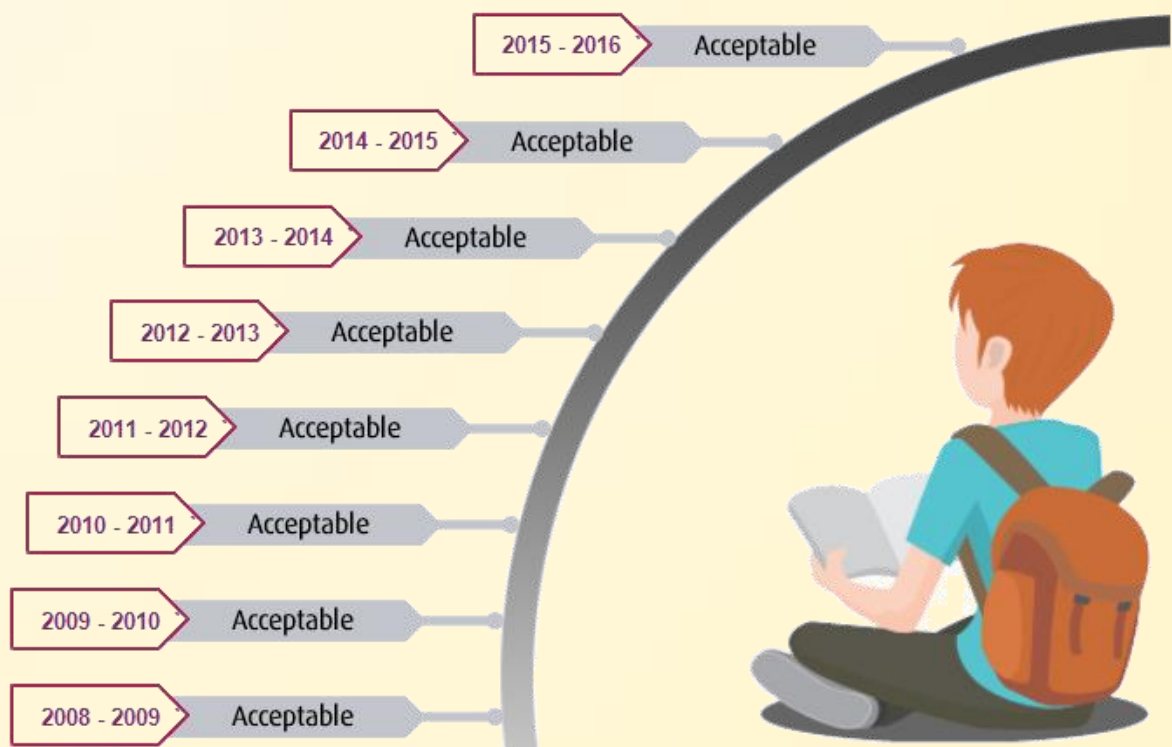 2015 - 2016 Acceptable
2014 - 2015 Acceptable
2013 - 2014 Acceptable
2012 - 2013 Acceptable
2011 - 2012 Acceptable
2010 - 2011 Acceptable
2009 - 2010 Acceptable
2008 - 2009 Acceptable